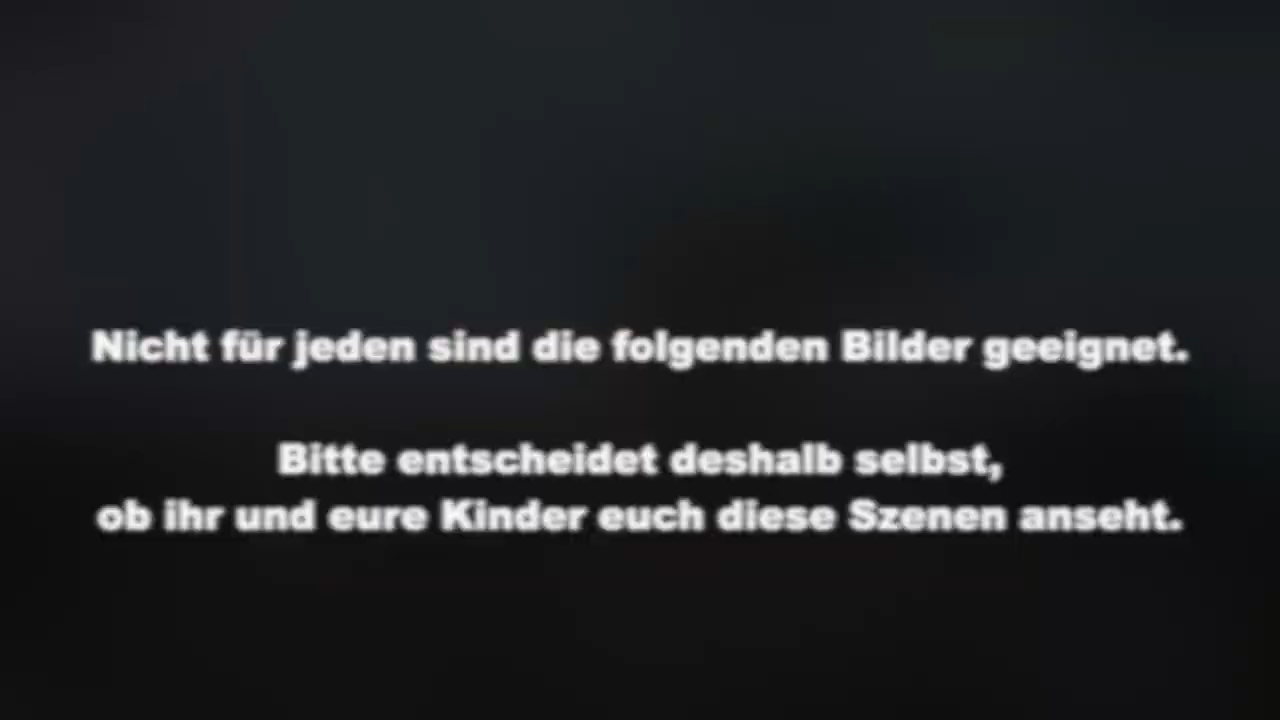 Nicht für jeden sind die folgenden Bilder geeignet.
Bitte entscheidet deshalb selbst,
ob ihr und eure Kinder euch diese Szenen anseht.